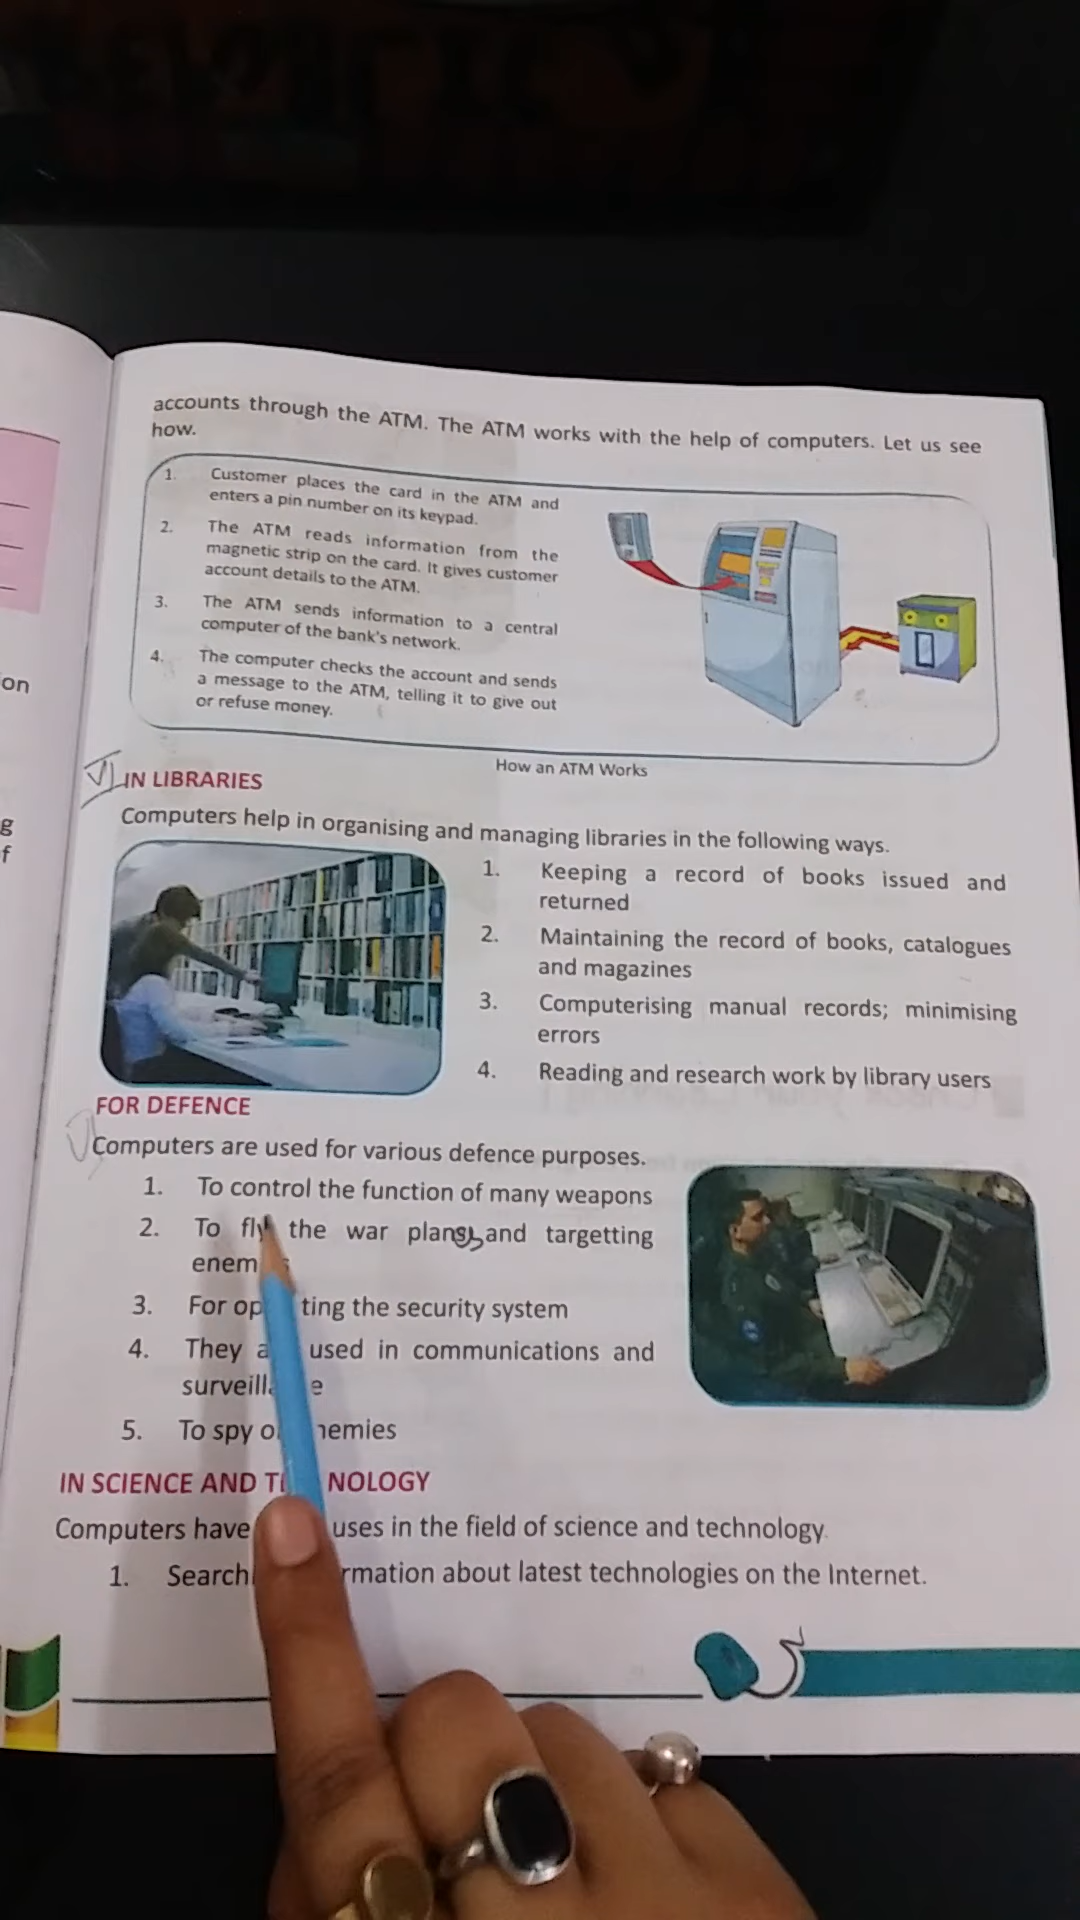 accounts through the ATM. The ATM works with the help of computers. Let us see
how.
1. Customer places the card in the ATM and
enters a pin number on its keypad.
2. The ATM reads information from the
magnetic strip on the card. It gives customer
account details to the ATM.
3. The ATM sends information to a central
computer of the bank's network.
4. The computer checks the account and sends
a message to the ATM, telling it to give out
or refuse money.
How an ATM Works
on
g
f
IN LIBRARIES
Computers help in organising and managing libraries in the following ways.
1. Keeping a record of books issued and
returned
2. Maintaining the record of books, catalogues
and magazines
3. Computerising manual records; minimising
errors
4. Reading and research work by library users
FOR DEFENCE
Computers are used for various defence purposes.
1. To control the function of many weapons
2. To fly the war plans and targetting
enem
3. For op ting the security system
4. They a used in communications and
surveill e
5. To spy o nemies
IN SCIENCE AND T NOLOGY
Computers have uses in the field of science and technology.
1. Search rmation about latest technologies on the Internet.